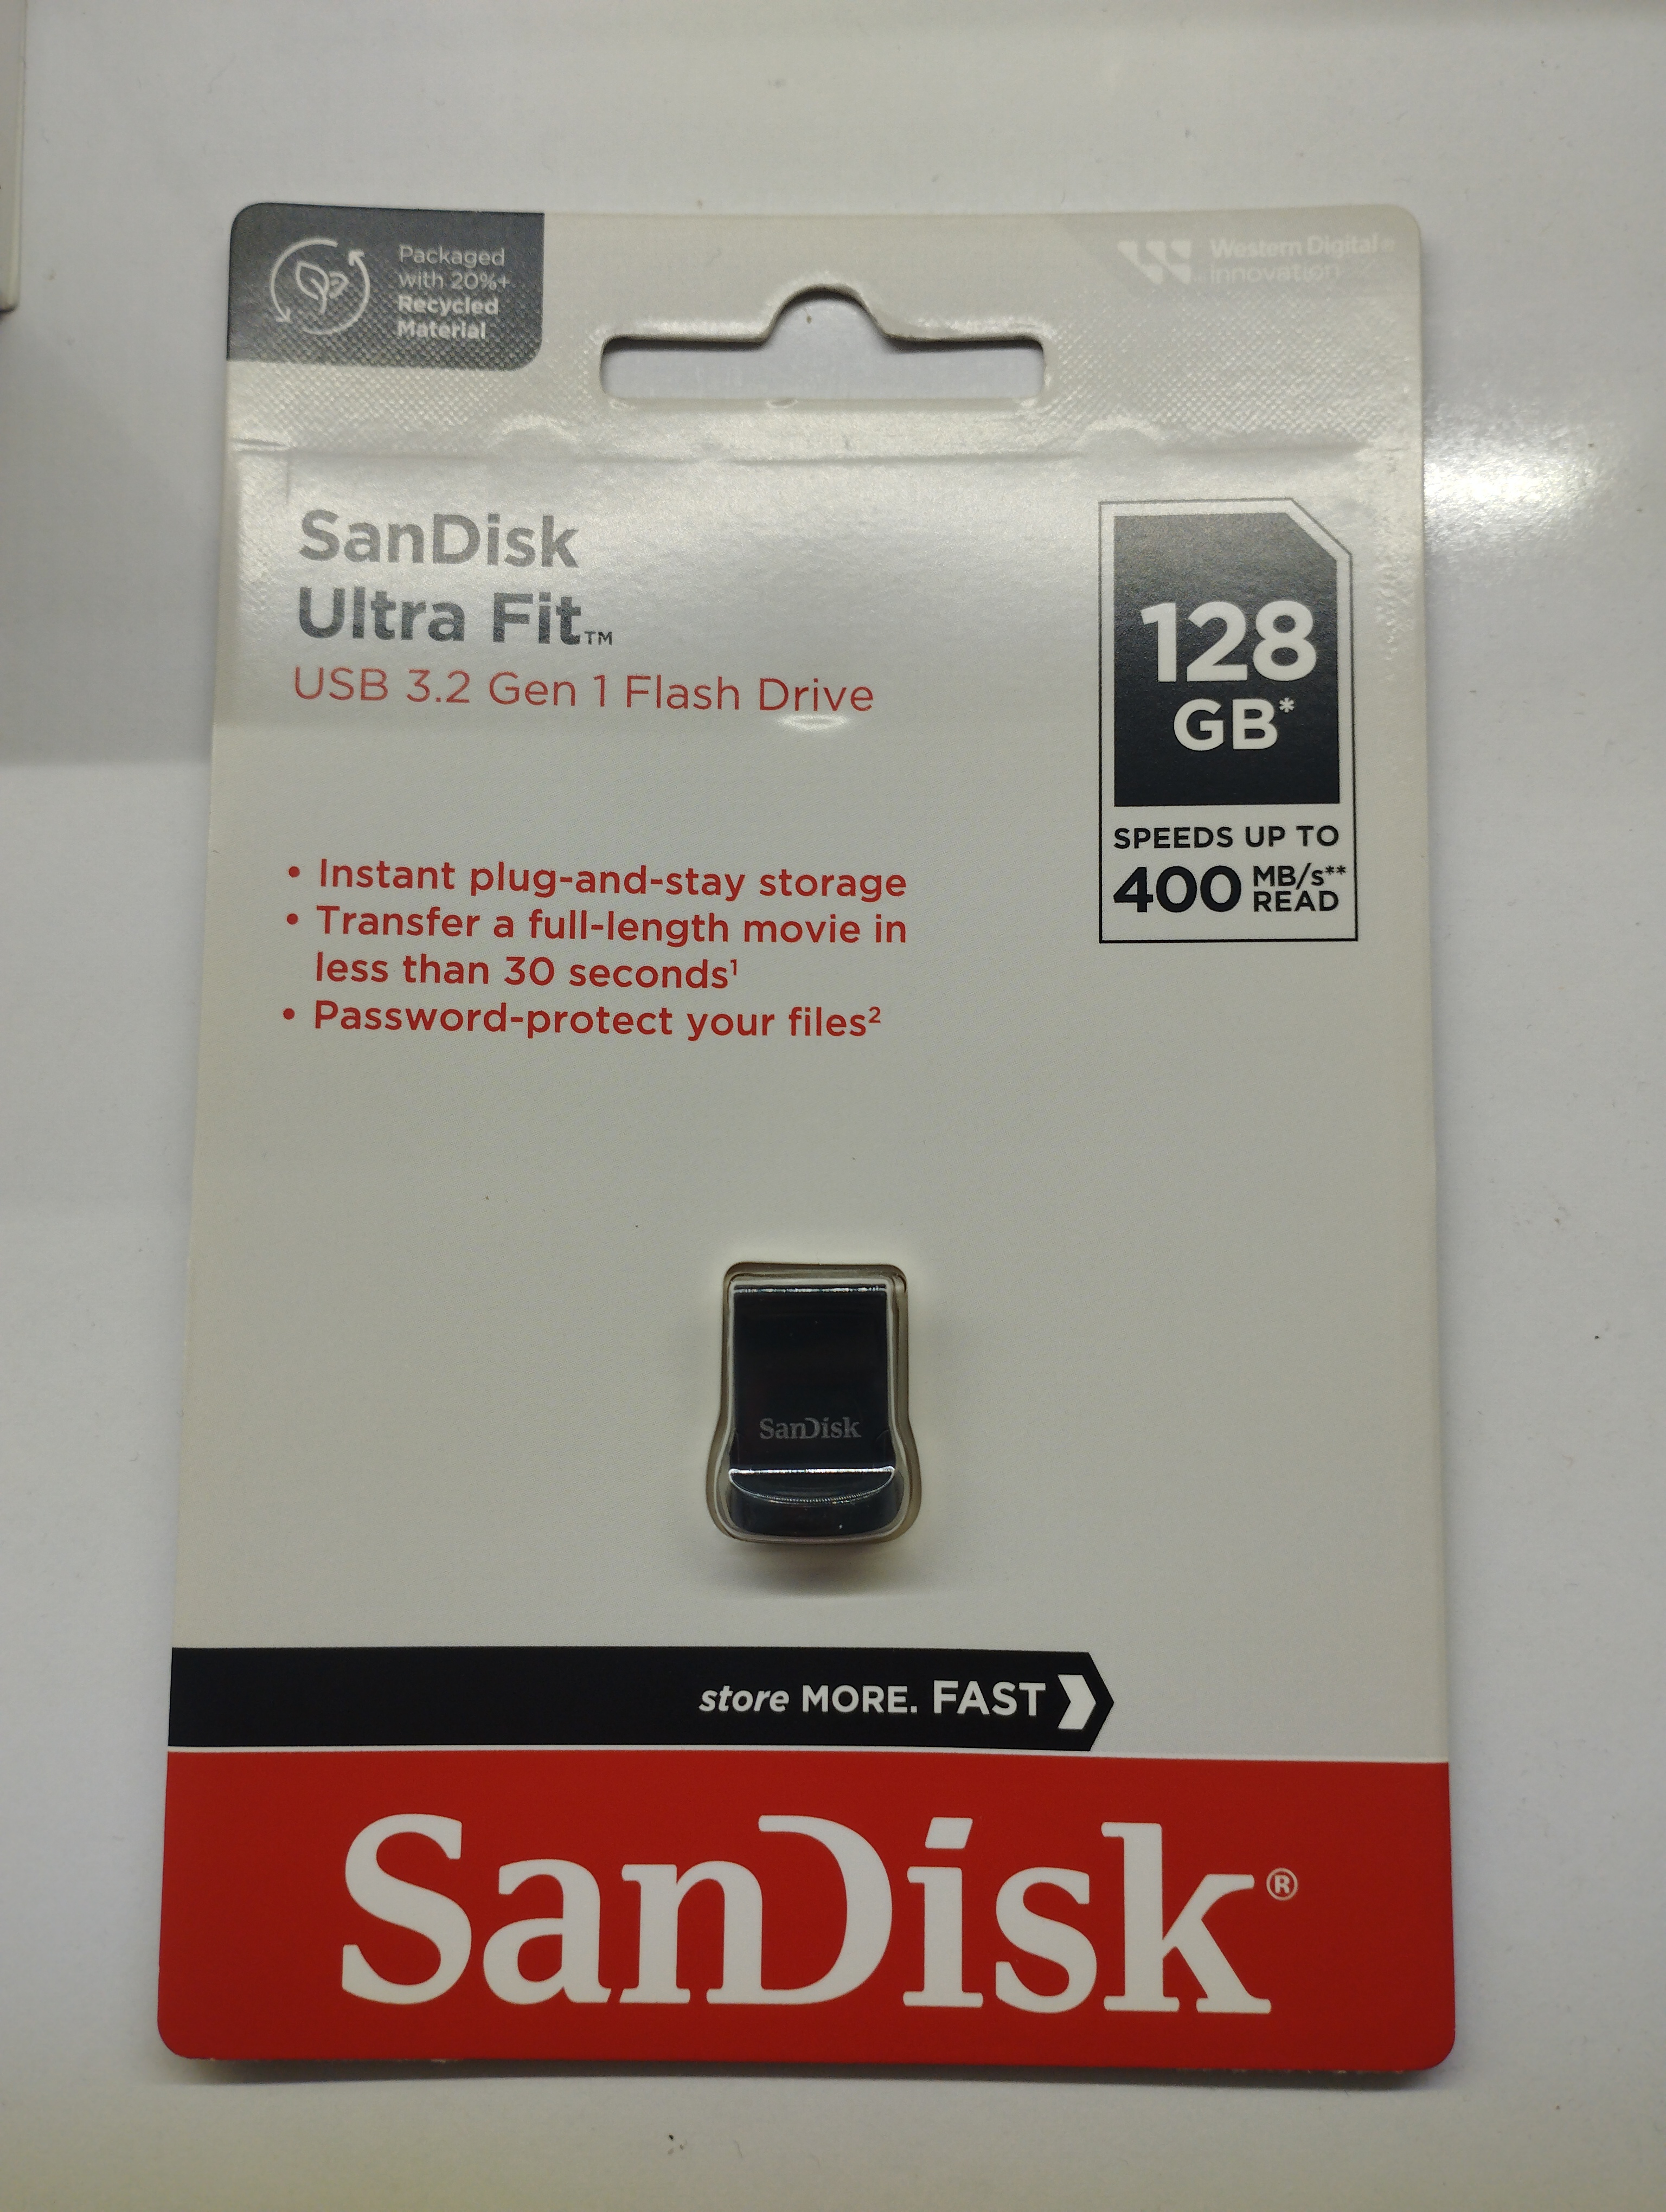 Packaged
with 20%+
Recycled
Material
Western Digital®
Innovation
SanDisk
Ultra Fit™
USB 3.2 Gen 1 Flash Drive
128
GB*
SPEEDS UP TO
400 MB/s**
READ
• Instant plug-and-stay storage
• Transfer a full-length movie in
less than 30 seconds¹
• Password-protect your files²
SanDisk
store MORE. FAST
SanDisk®